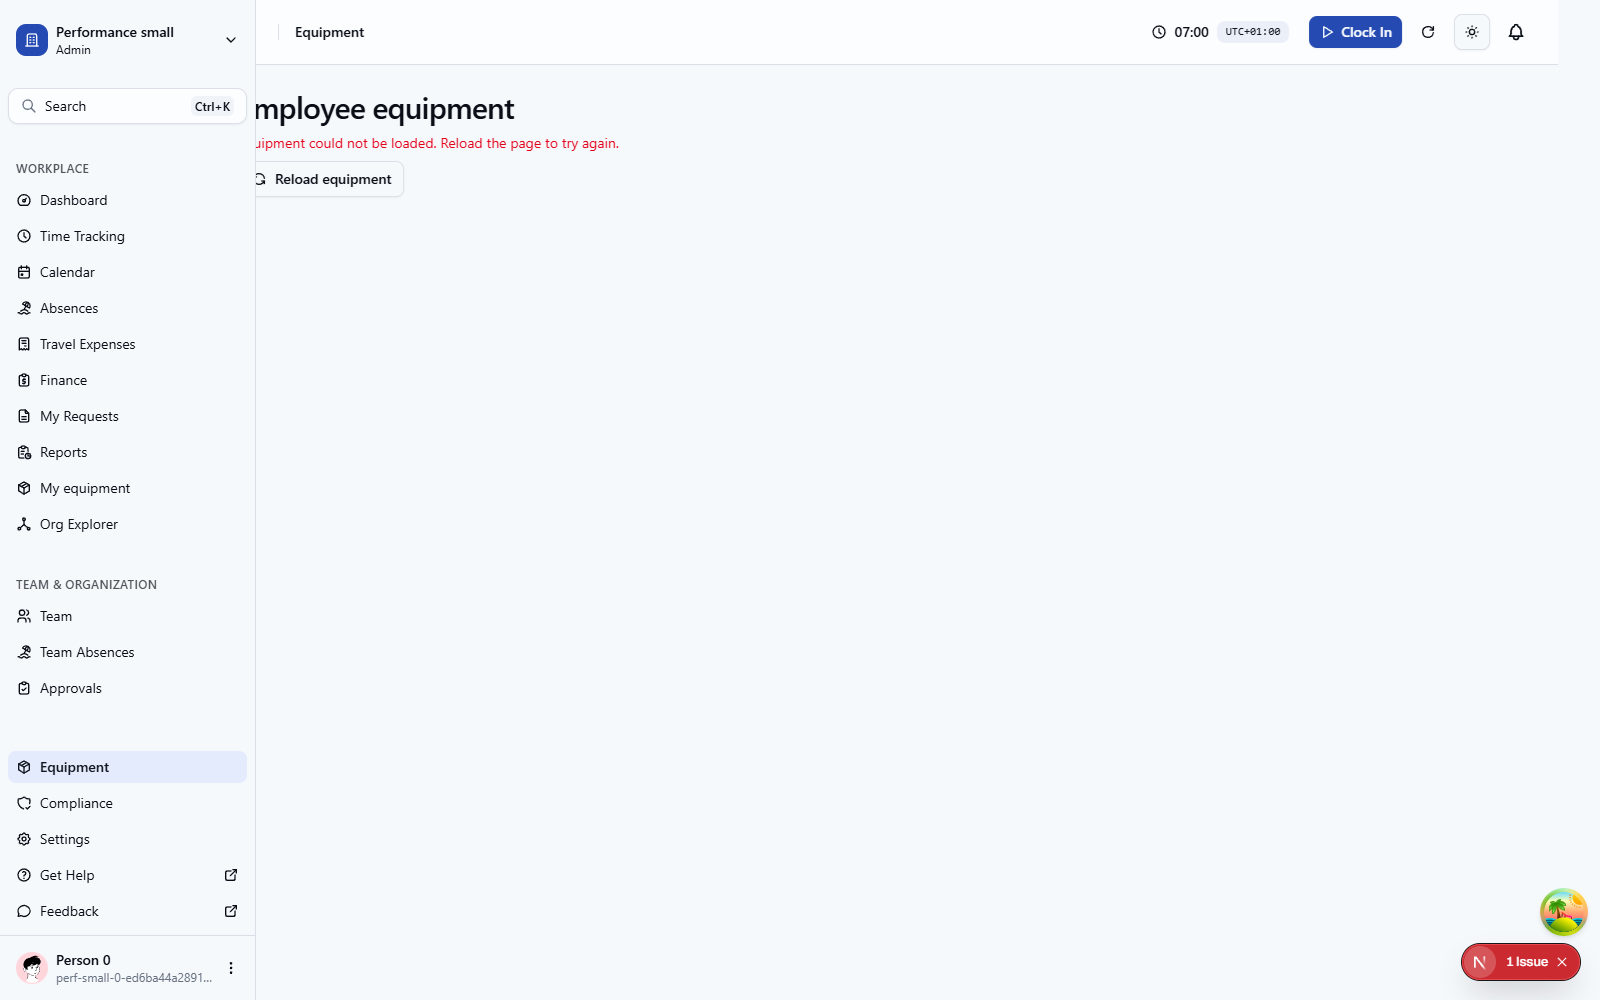 Performance small
Admin
Search
Ctrl+K
WORKPLACE
Dashboard
Time Tracking
Calendar
Absences
Travel Expenses
Finance
My Requests
Reports
My equipment
Org Explorer
TEAM & ORGANIZATION
Team
Team Absences
Approvals
Equipment
Compliance
Settings
Get Help
Feedback
Person 0
perf-small-0-ed6ba44a2891...
Equipment
07:00
UTC+01:00
Clock In
mployee equipment
uipment could not be loaded. Reload the page to try again.
Reload equipment
N
1 Issue